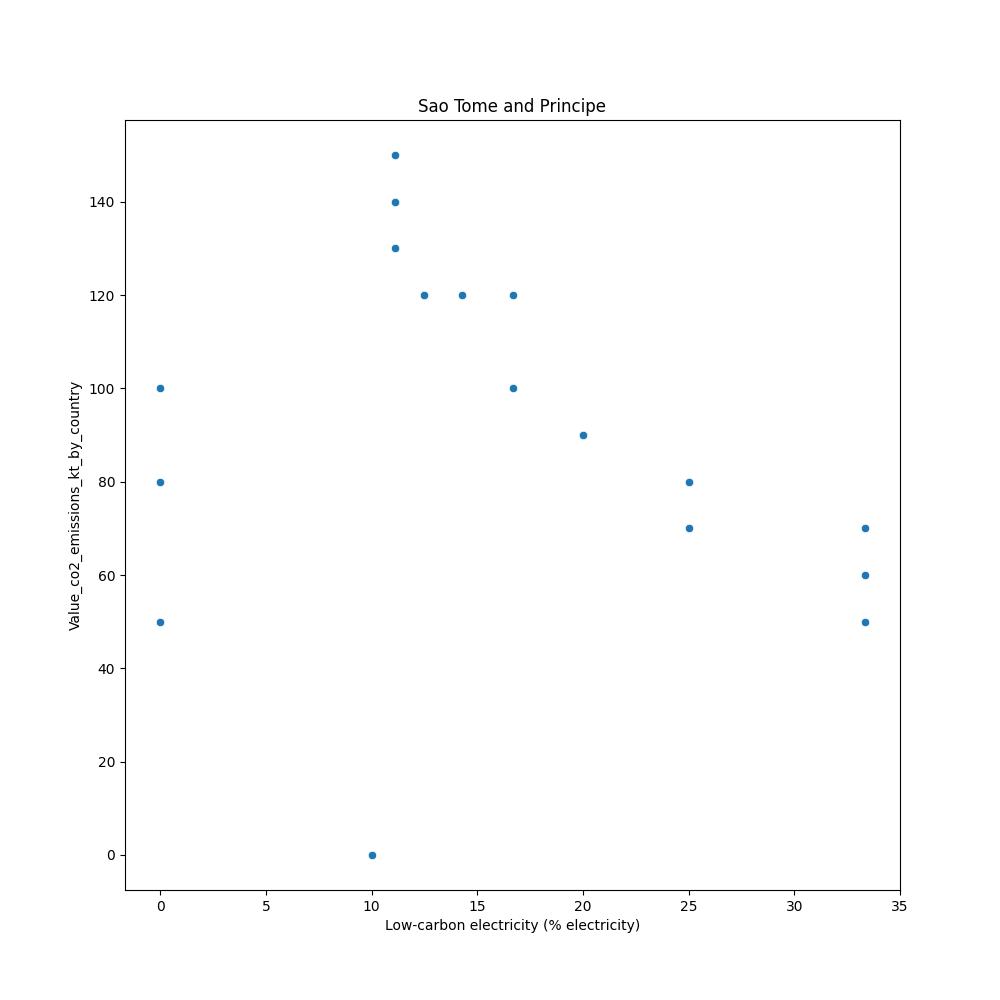 Sao Tome and Principe
140
120
100
80
60
40
20
0
Value_co2_emissions_kt_by_country
0 5 10 15 20 25 30 35
Low-carbon electricity (% electricity)